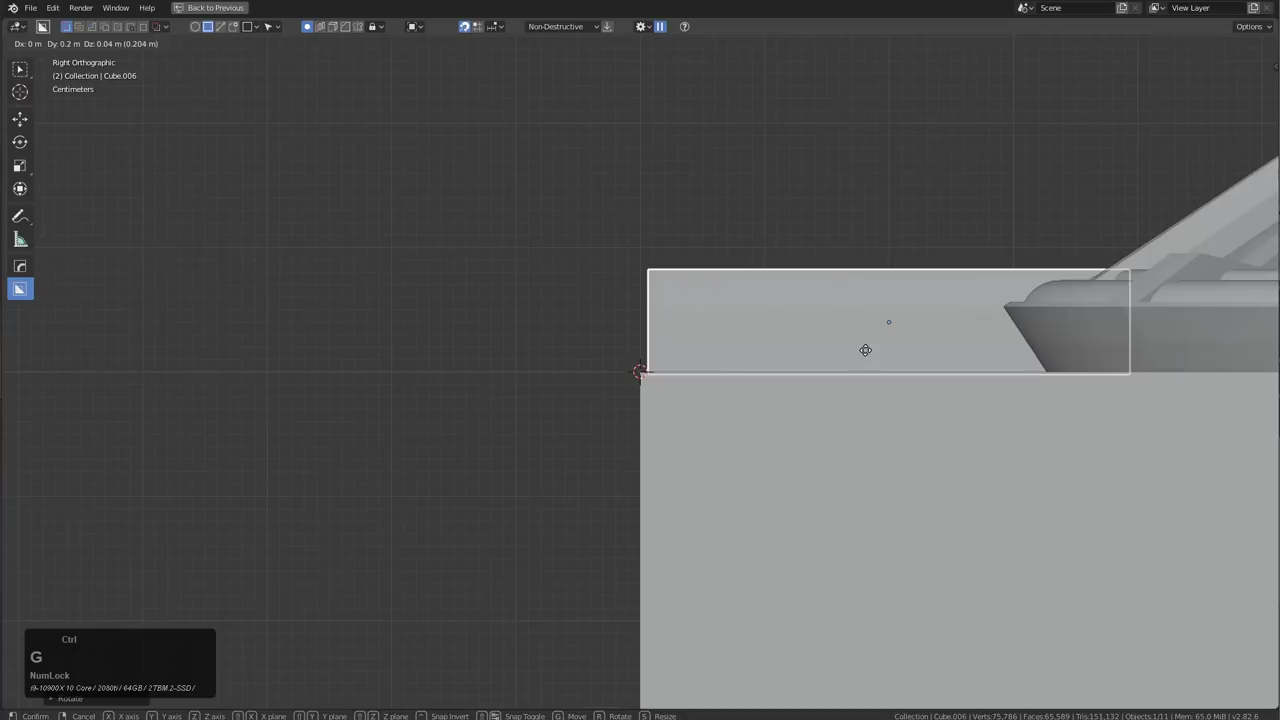 File Edit Render Window Help Back to Previous Scene View Layer
Non-Destructive Options
Dx: 0 m Dy: 0.2 m Dz: 0.04 m (0.204 m)
Right Orthographic
(2) Collection | Cube.006
Centimeters
Ctrl
G
NumLock
i9-10900X 10 Core / 2080ti / 64GB / 2TBM.2-SSD /
Rotate
Confirm Cancel X X axis Y Y axis Z Z axis X X plane Y Y plane Z Z plane Snap Invert Snap Toggle G Move R Rotate S Resize Collection | Cube.006 | Verts:75,786 | Faces:65,589 | Tris:151,132 | Objects:1/11 | Mem: 65.0 MiB | v2.82.6